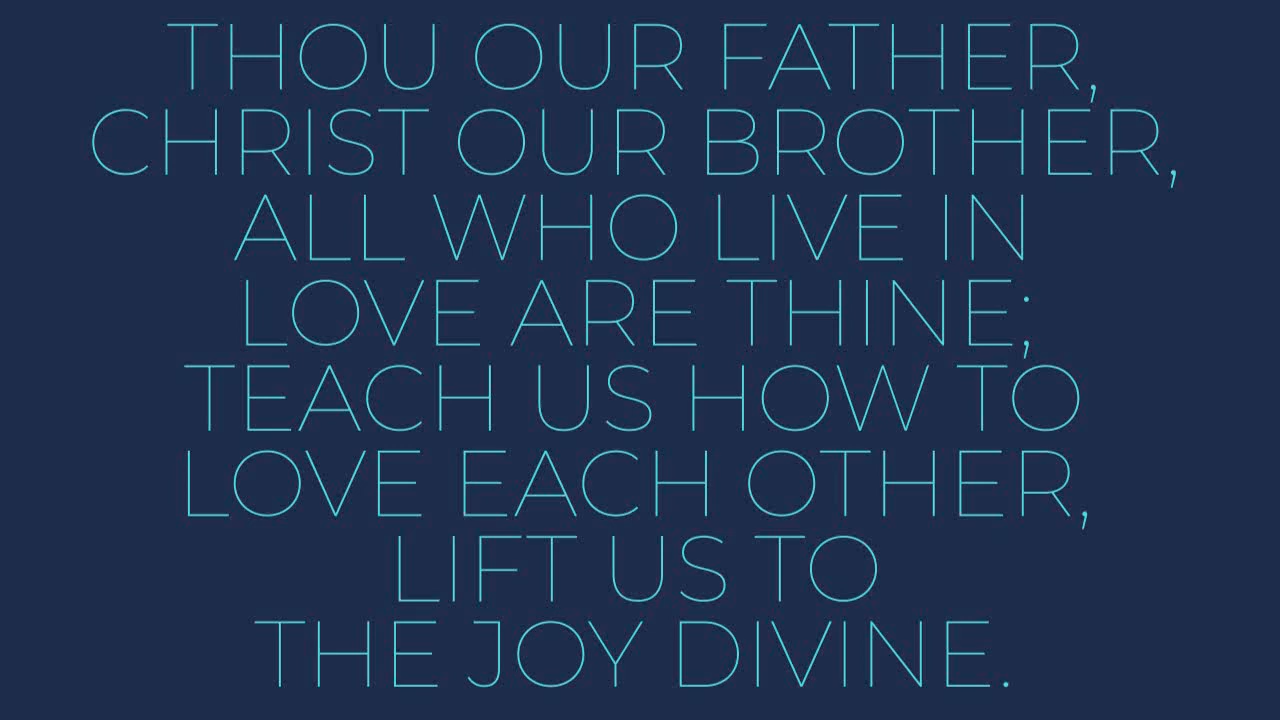 THOU OUR FATHER,
CHRIST OUR BROTHER,
ALL WHO LIVE IN
LOVE ARE THINE;
TEACH US HOW TO
LOVE EACH OTHER,
LIFT US TO
THE JOY DIVINE.